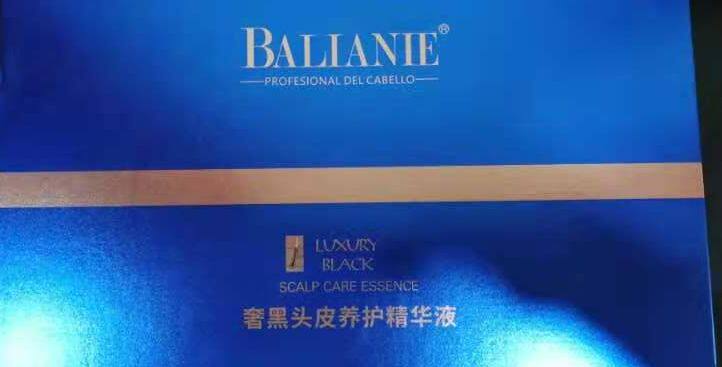 BALIANIE®
PROFESIONAL DEL CABELLO
LUXURY
BLACK
SCALP CARE ESSENCE
奢黑头皮养护精华液